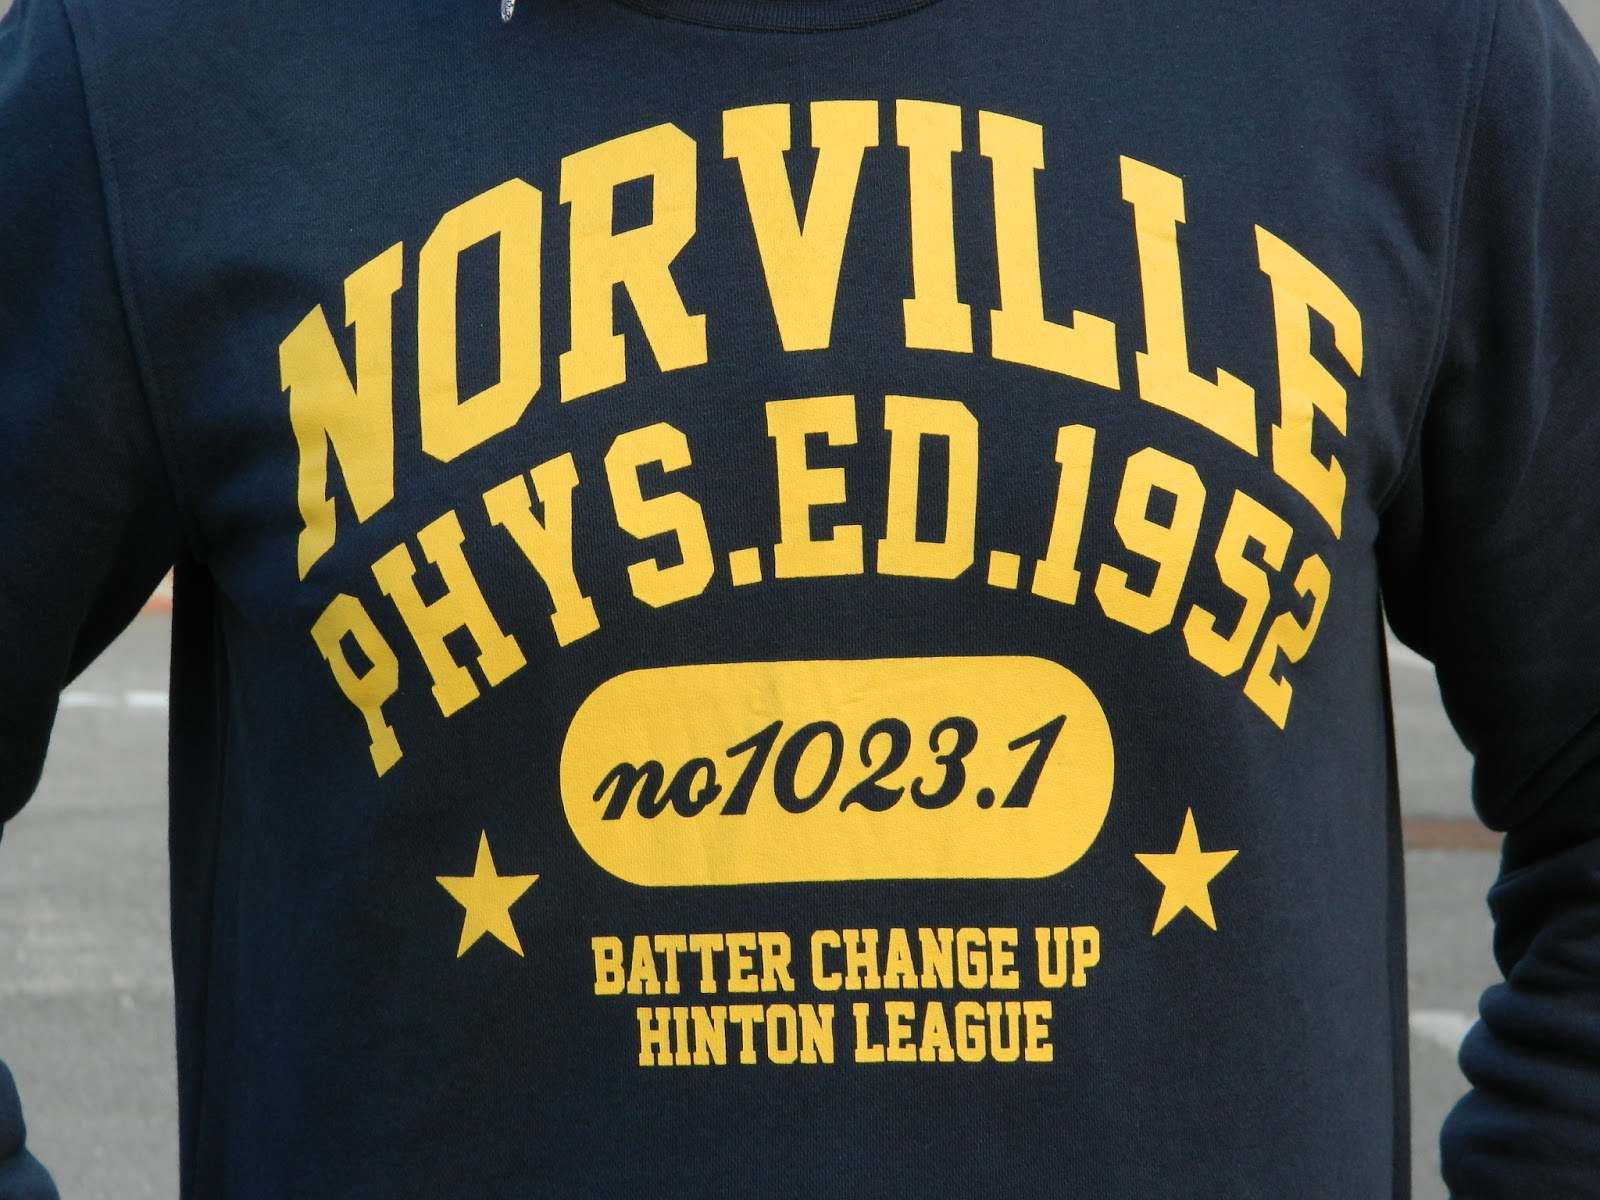 NORVILLE
PHYS.ED.1952
no1023.1
BATTER CHANGE UP
HINTON LEAGUE